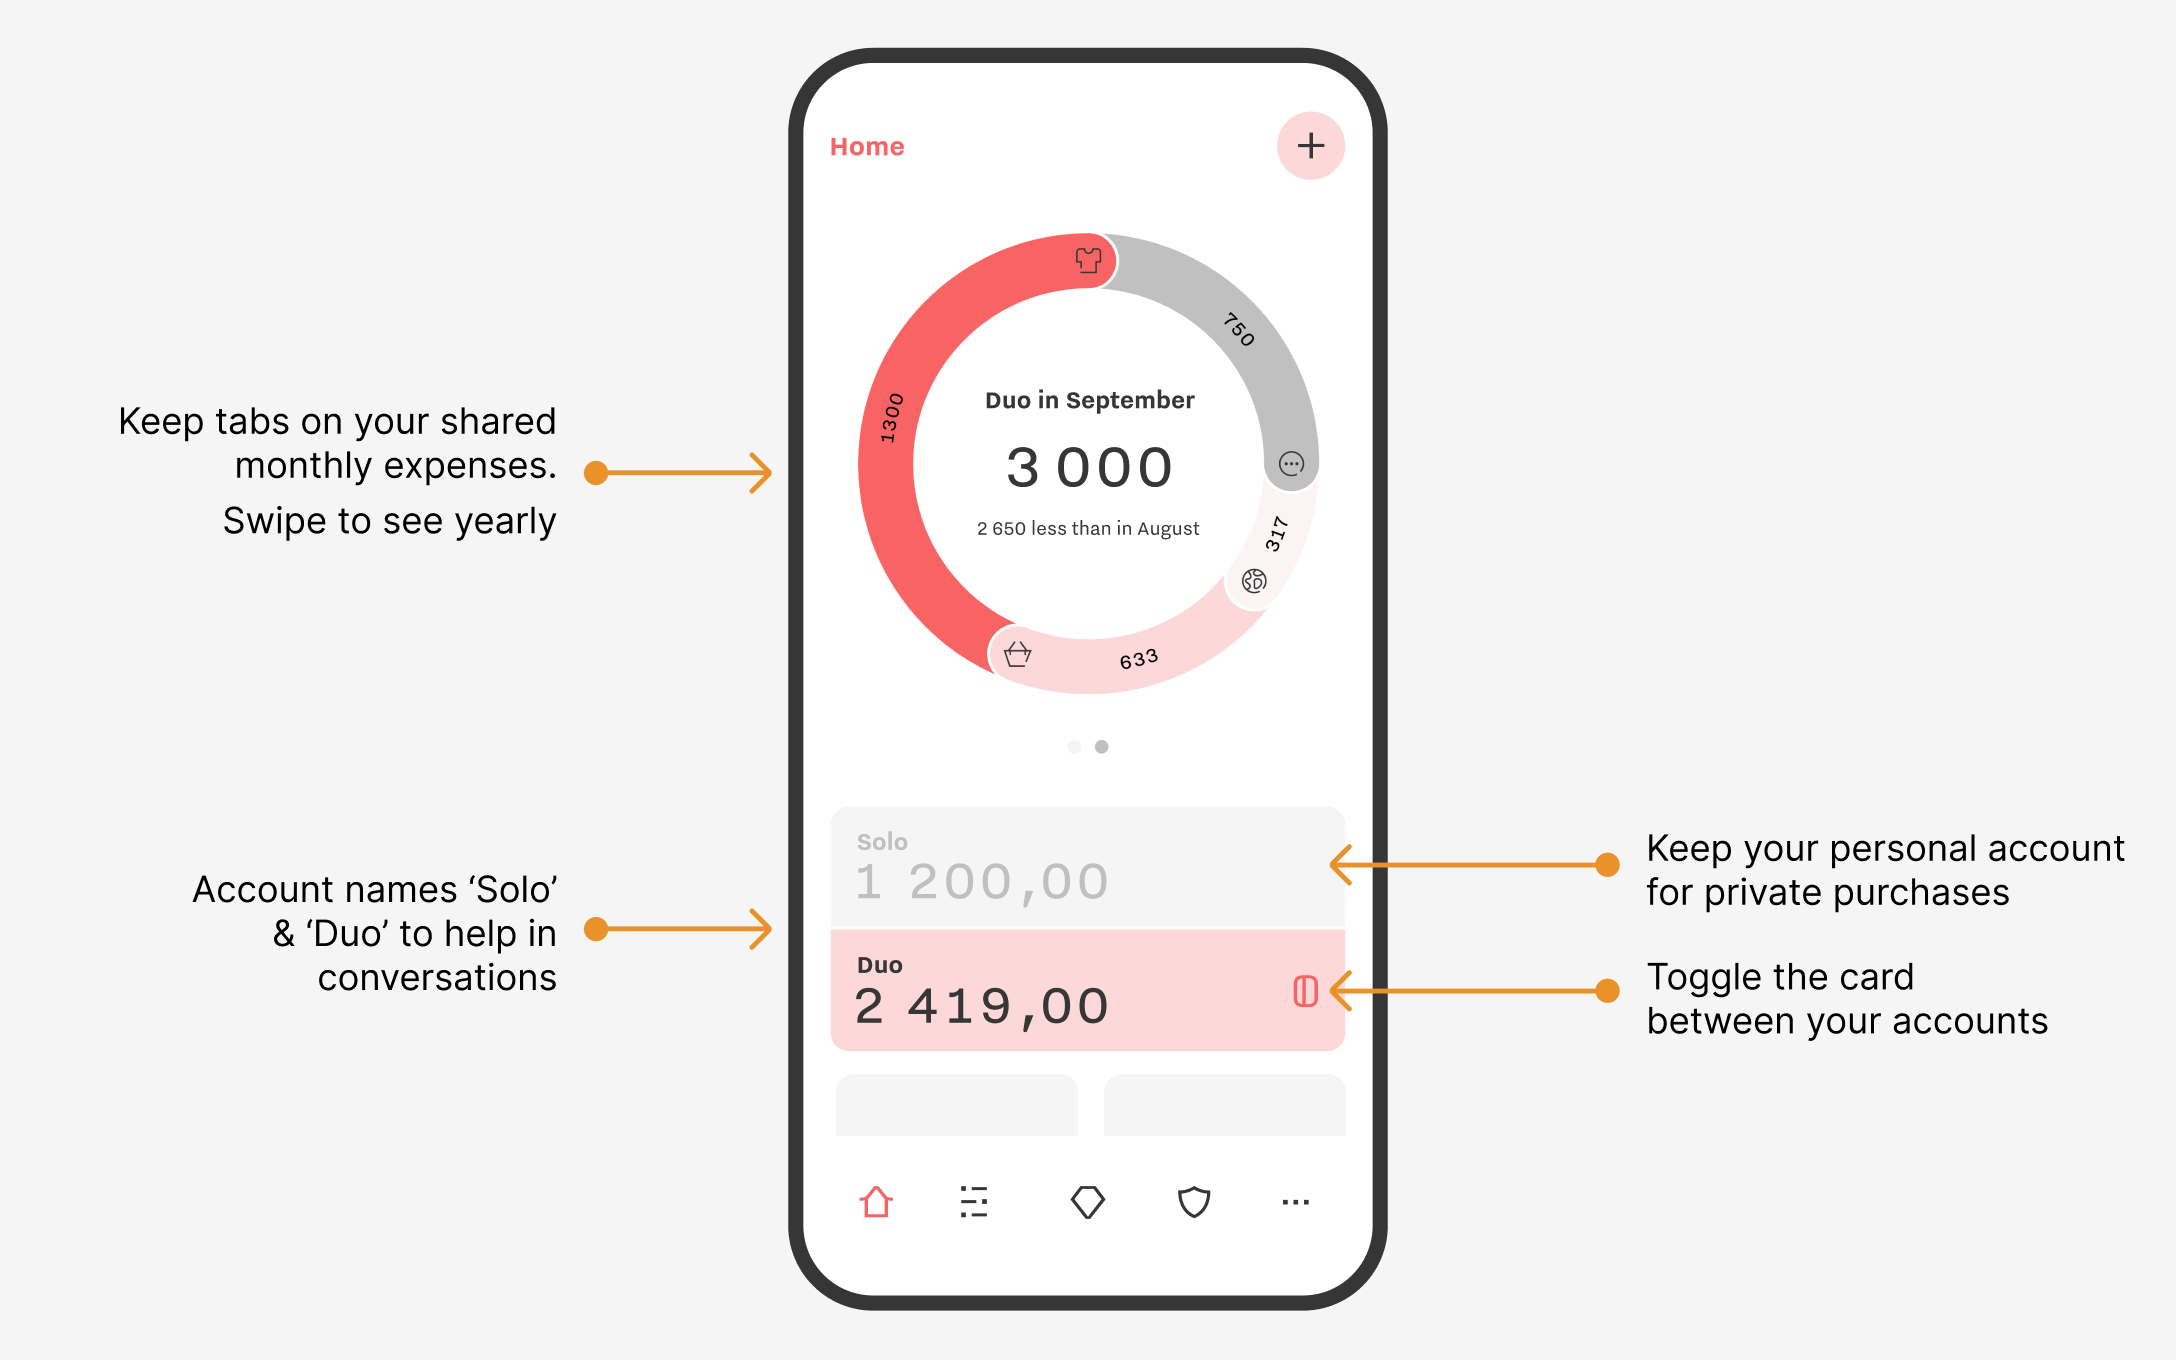 Home
750
1300
Duo in September
3 000
2 650 less than in August
317
633
Keep tabs on your shared
monthly expenses.
Swipe to see yearly
Solo
1 200,00
Duo
2 419,00
Account names ‘Solo’
& ‘Duo’ to help in
conversations
Keep your personal account
for private purchases
Toggle the card
between your accounts